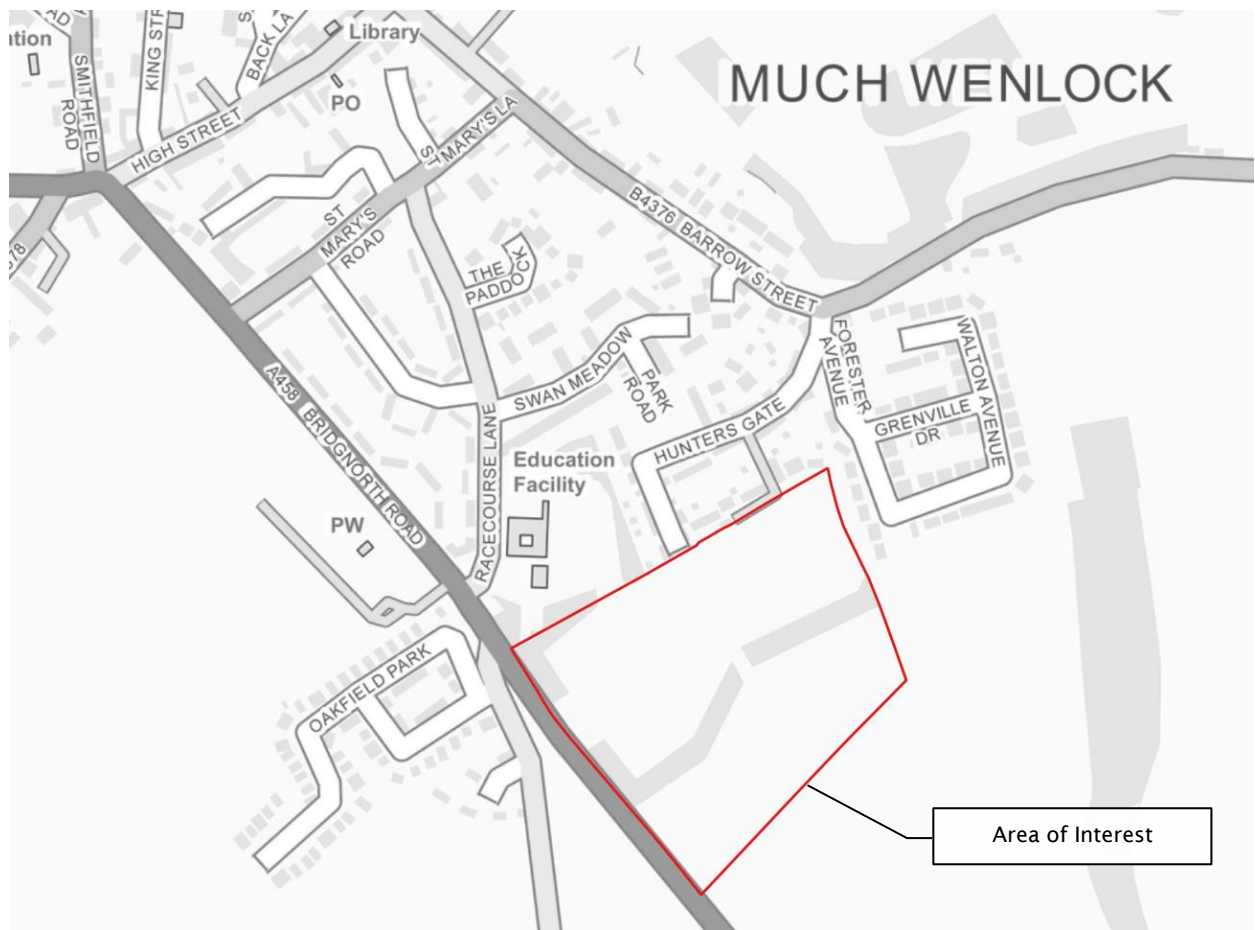 MUCH WENLOCK
Library
PO
SMITHFIELD
ROAD
BACK LA
HIGH STREET
ST MARY'S LA
ST
MARY'S
ROAD
THE
PADDOCK
B4376 BARROW STREET
A458 BRIDGNORTH ROAD
SWAN MEADOW
PARK
ROAD
RACECOURSE LANE
HUNTERS GATE
FORESTER
AVENUE
WALTON AVENUE
GRENVILLE
DR
Education
Facility
PW
OAKFIELD PARK
Area of Interest